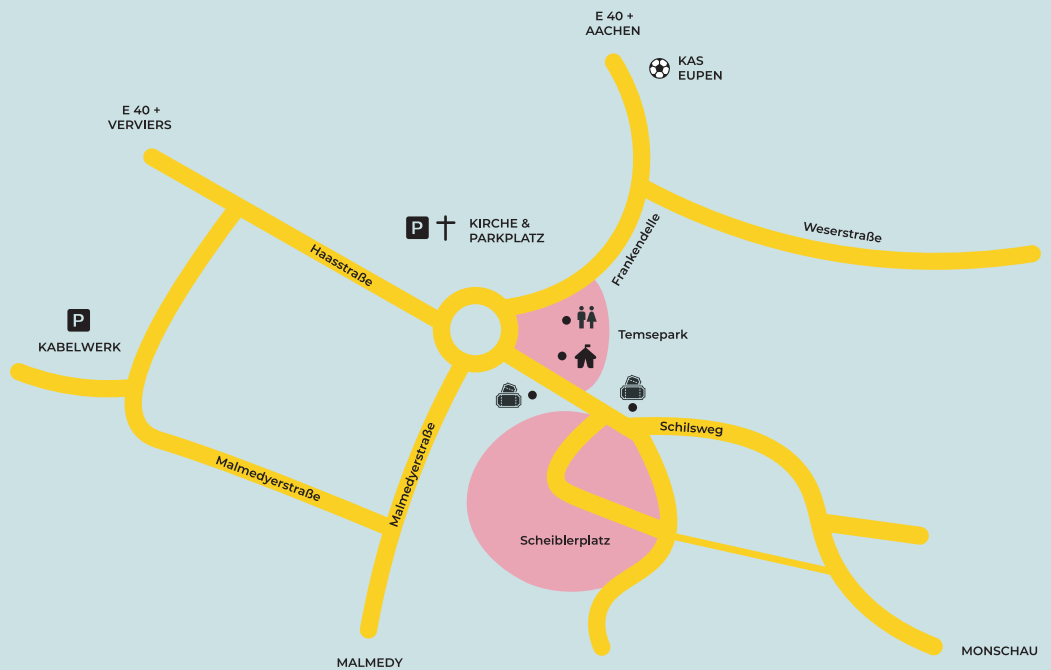 E 40 +
AACHEN
KAS
EUPEN
E 40 +
VERVIERS
P
KIRCHE &
PARKPLATZ
Weserstraße
Frankendelle
Haasstraße
P
KABELWERK
Temsepark
Schilsweg
Malmedyerstraße
Malmedyerstraße
Scheiblerplatz
MONSCHAU
MALMEDY